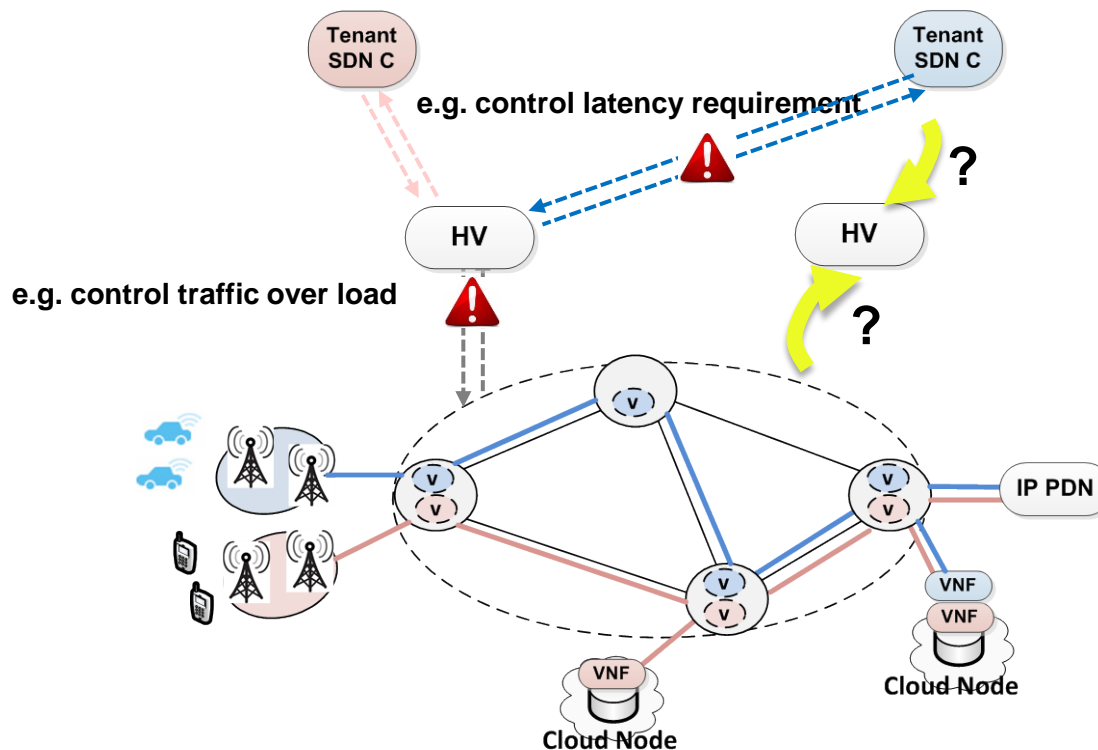 Tenant
SDN C
Tenant
SDN C
e.g. control latency requirement
!
?
HV
HV
e.g. control traffic over load
!
?
v
v
v
v
v
v
v
IP PDN
VNF
VNF
VNF
Cloud Node
Cloud Node